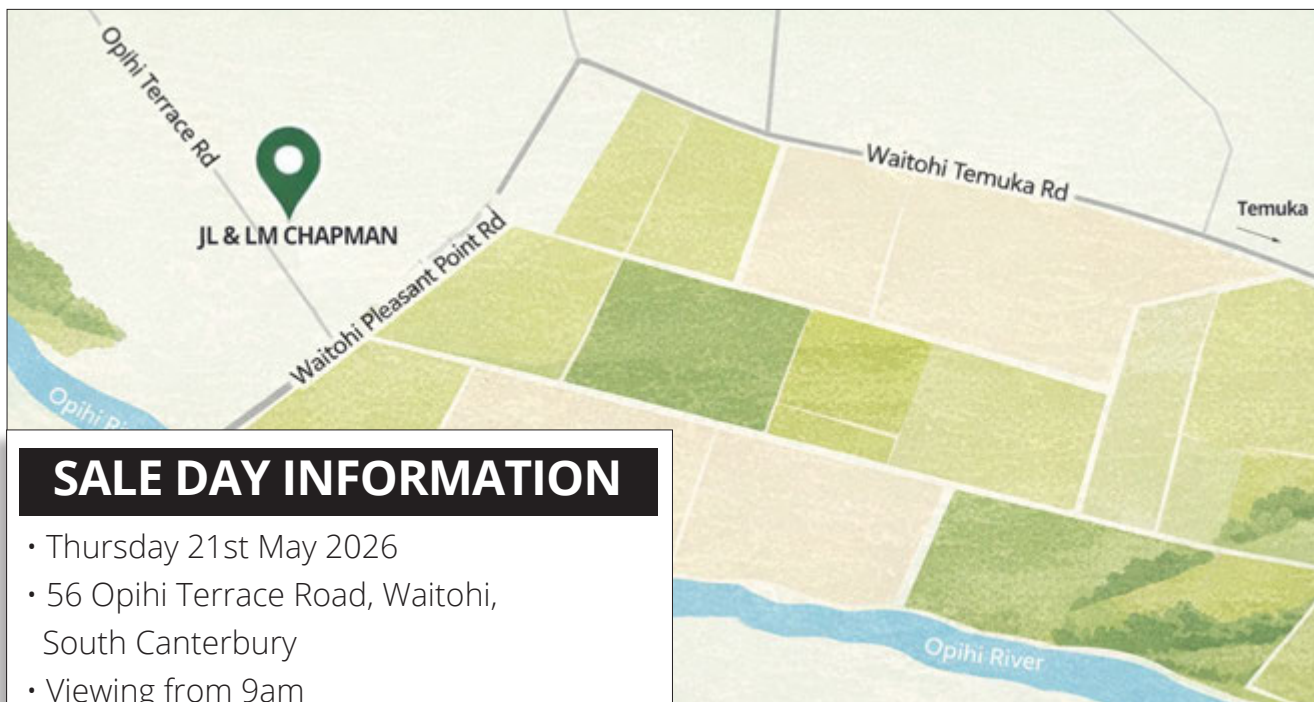 Opihi Terrace Rd
JL & LM CHAPMAN
Waitohi Pleasant Point Rd
Waitohi Temuka Rd
Temuka
Opihi
Opihi River
SALE DAY INFORMATION
• Thursday 21st May 2026
• 56 Opihi Terrace Road, Waitohi,
South Canterbury
• Viewing from 9am